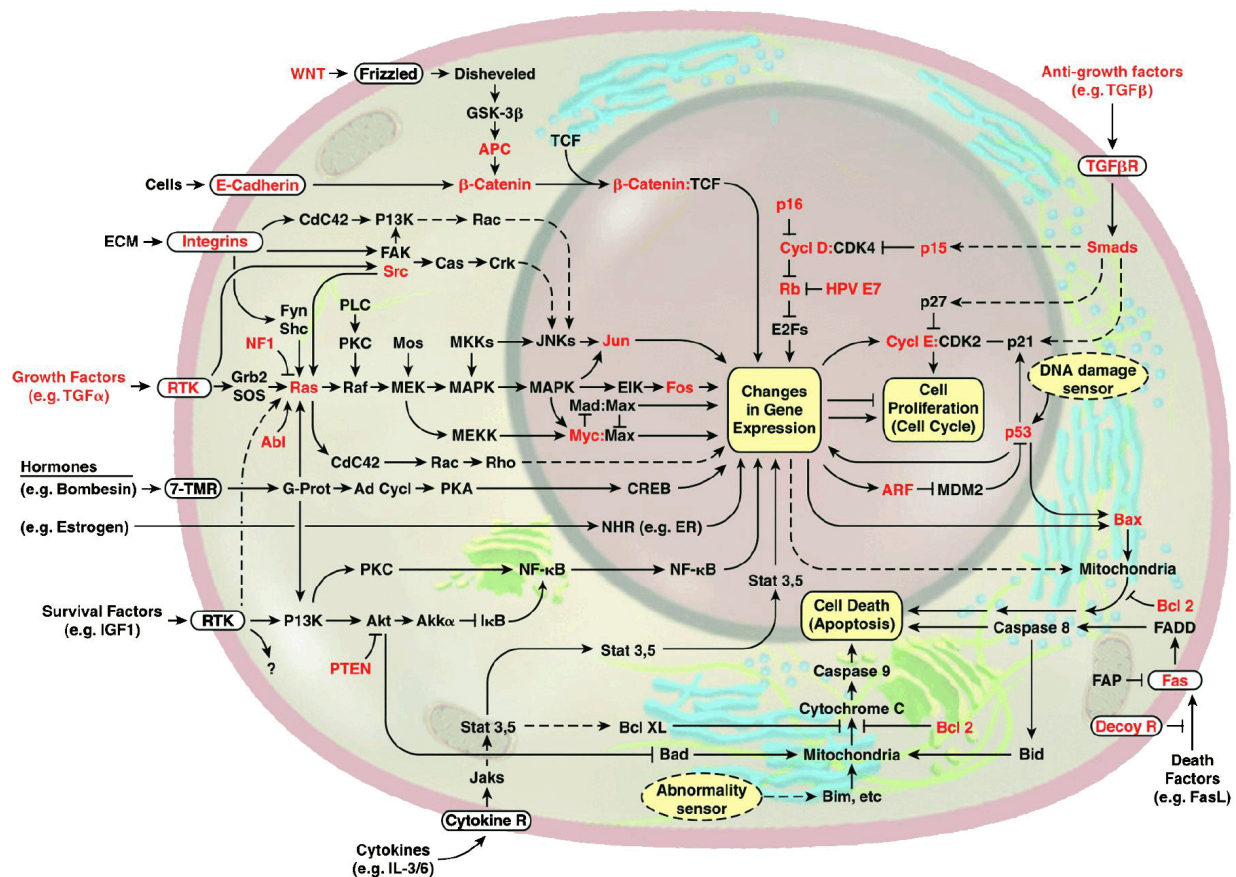 WNT
Frizzled
Disheveled
GSK-3β
APC
TCF
Cells
E-Cadherin
β-Catenin
β-Catenin:TCF
Anti-growth factors
(e.g. TGFβ)
TGFβR
p16
CdC42
P13K
Rac
ECM
Integrins
FAK
Src
Cas
Crk
Cycl D:CDK4
p15
Smads
Rb
HPV E7
Fyn
Shc
PLC
p27
E2Fs
NF1
PKC
Mos
MKKs
JNKs
Jun
Cycl E:CDK2
p21
DNA damage
sensor
Growth Factors
(e.g. TGFα)
RTK
Grb2
SOS
Ras
Raf
MEK
MAPK
MAPK
ElK
Fos
Changes
in Gene
Expression
Cell
Proliferation
(Cell Cycle)
Mad:Max
Abl
MEKK
Myc:Max
p53
CdC42
Rac
Rho
Hormones
(e.g. Bombesin)
7-TMR
G-Prot
Ad Cycl
PKA
CREB
ARF
MDM2
(e.g. Estrogen)
NHR (e.g. ER)
Bax
PKC
NF-κB
NF-κB
Stat 3,5
Mitochondria
Survival Factors
(e.g. IGF1)
RTK
P13K
Akt
Akkα
IκB
Cell Death
(Apoptosis)
Bcl 2
Caspase 8
FADD
?
PTEN
Stat 3,5
Caspase 9
FAP
Fas
Cytochrome C
Stat 3,5
Bcl XL
Bcl 2
Decoy R
Bad
Mitochondria
Bid
Death
Factors
(e.g. FasL)
Jaks
Abnormality
sensor
Bim, etc
Cytokine R
Cytokines
(e.g. IL-3/6)